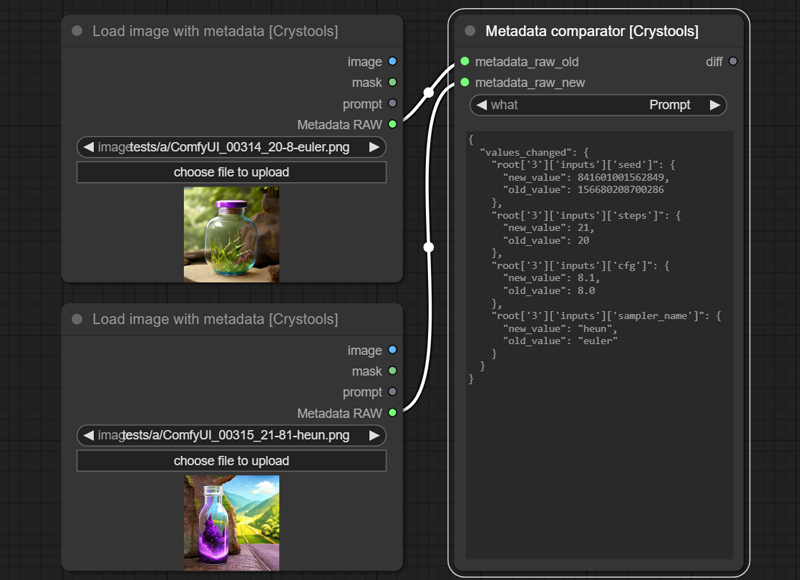 Load image with metadata [Crystools]
image
mask
prompt
Metadata RAW
image tests/a/ComfyUI_00314_20-8-euler.png
choose file to upload
Load image with metadata [Crystools]
image
mask
prompt
Metadata RAW
image tests/a/ComfyUI_00315_21-81-heun.png
choose file to upload
Metadata comparator [Crystools]
metadata_raw_old diff
metadata_raw_new
what Prompt
{
  "values_changed": {
    "root['3']['inputs']['seed']": {
      "new_value": 841601001562849,
      "old_value": 156680208700286
    },
    "root['3']['inputs']['steps']": {
      "new_value": 21,
      "old_value": 20
    },
    "root['3']['inputs']['cfg']": {
      "new_value": 8.1,
      "old_value": 8.0
    },
    "root['3']['inputs']['sampler_name']": {
      "new_value": "heun",
      "old_value": "euler"
    }
  }
}